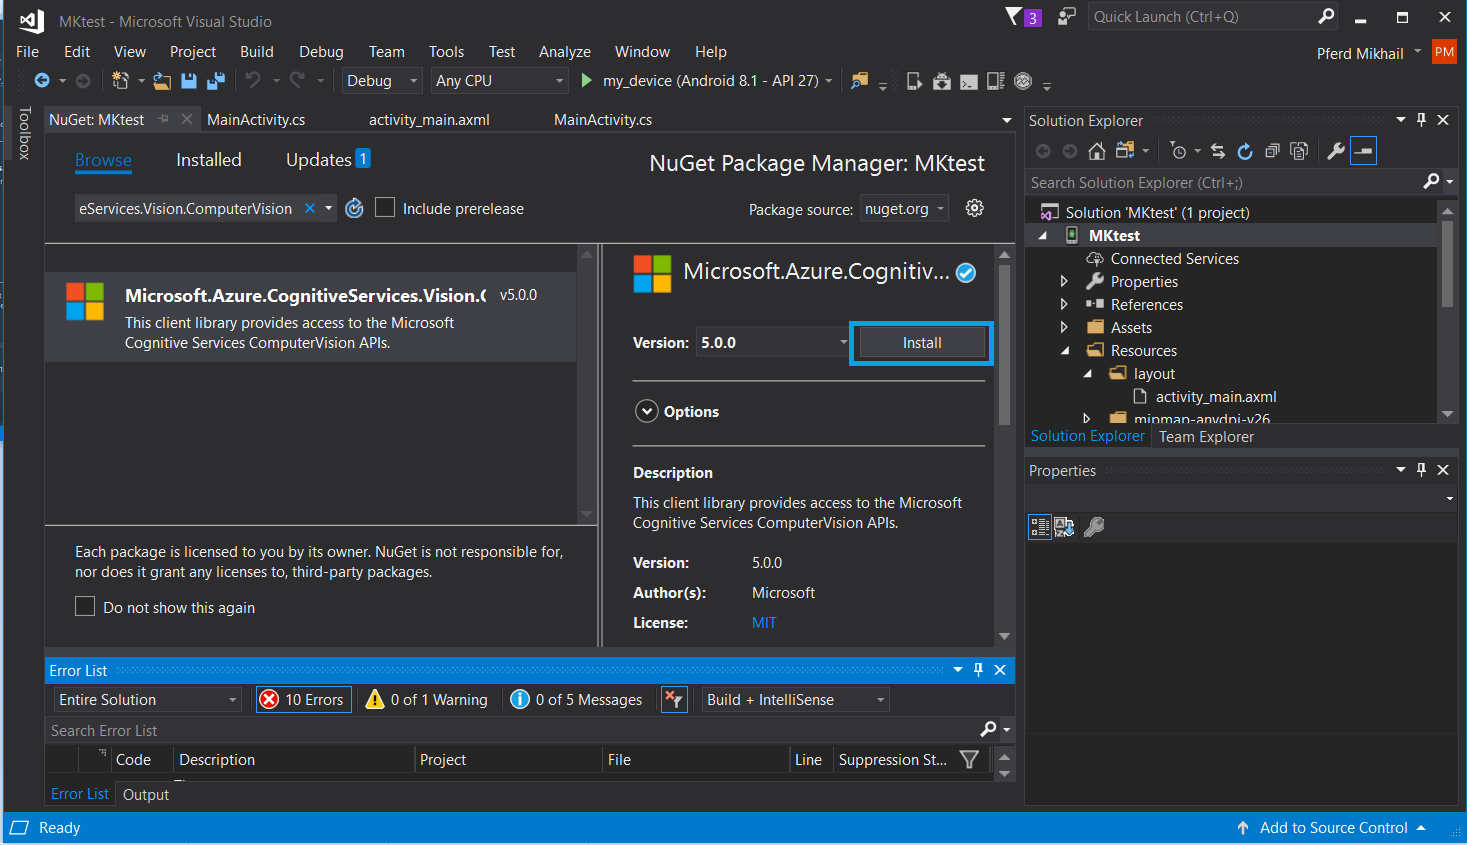 MKtest - Microsoft Visual Studio
3
Quick Launch (Ctrl+Q)
File Edit View Project Build Debug Team Tools Test Analyze Window Help
Pferd Mikhail
PM
Debug
Any CPU
my_device (Android 8.1 - API 27)
Toolbox
NuGet: MKtest
MainActivity.cs
activity_main.axml
MainActivity.cs
Browse
Installed
Updates 1
NuGet Package Manager: MKtest
eServices.Vision.ComputerVision
Include prerelease
Package source: nuget.org
Microsoft.Azure.CognitiveServices.Vision.C
v5.0.0
This client library provides access to the Microsoft
Cognitive Services ComputerVision APIs.
Each package is licensed to you by its owner. NuGet is not responsible for,
nor does it grant any licenses to, third-party packages.
Do not show this again
Microsoft.Azure.Cognitiv...
Version: 5.0.0
Install
Options
Description
This client library provides access to the Microsoft
Cognitive Services ComputerVision APIs.
Version: 5.0.0
Author(s): Microsoft
License: MIT
Error List
Entire Solution
10 Errors
0 of 1 Warning
0 of 5 Messages
Build + IntelliSense
Search Error List
Code Description Project File Line Suppression St...
Error List
Output
Solution Explorer
Search Solution Explorer (Ctrl+;)
Solution 'MKtest' (1 project)
MKtest
Connected Services
Properties
References
Assets
Resources
layout
activity_main.axml
mipmap-anydpi-v26
Solution Explorer
Team Explorer
Properties
Ready
Add to Source Control